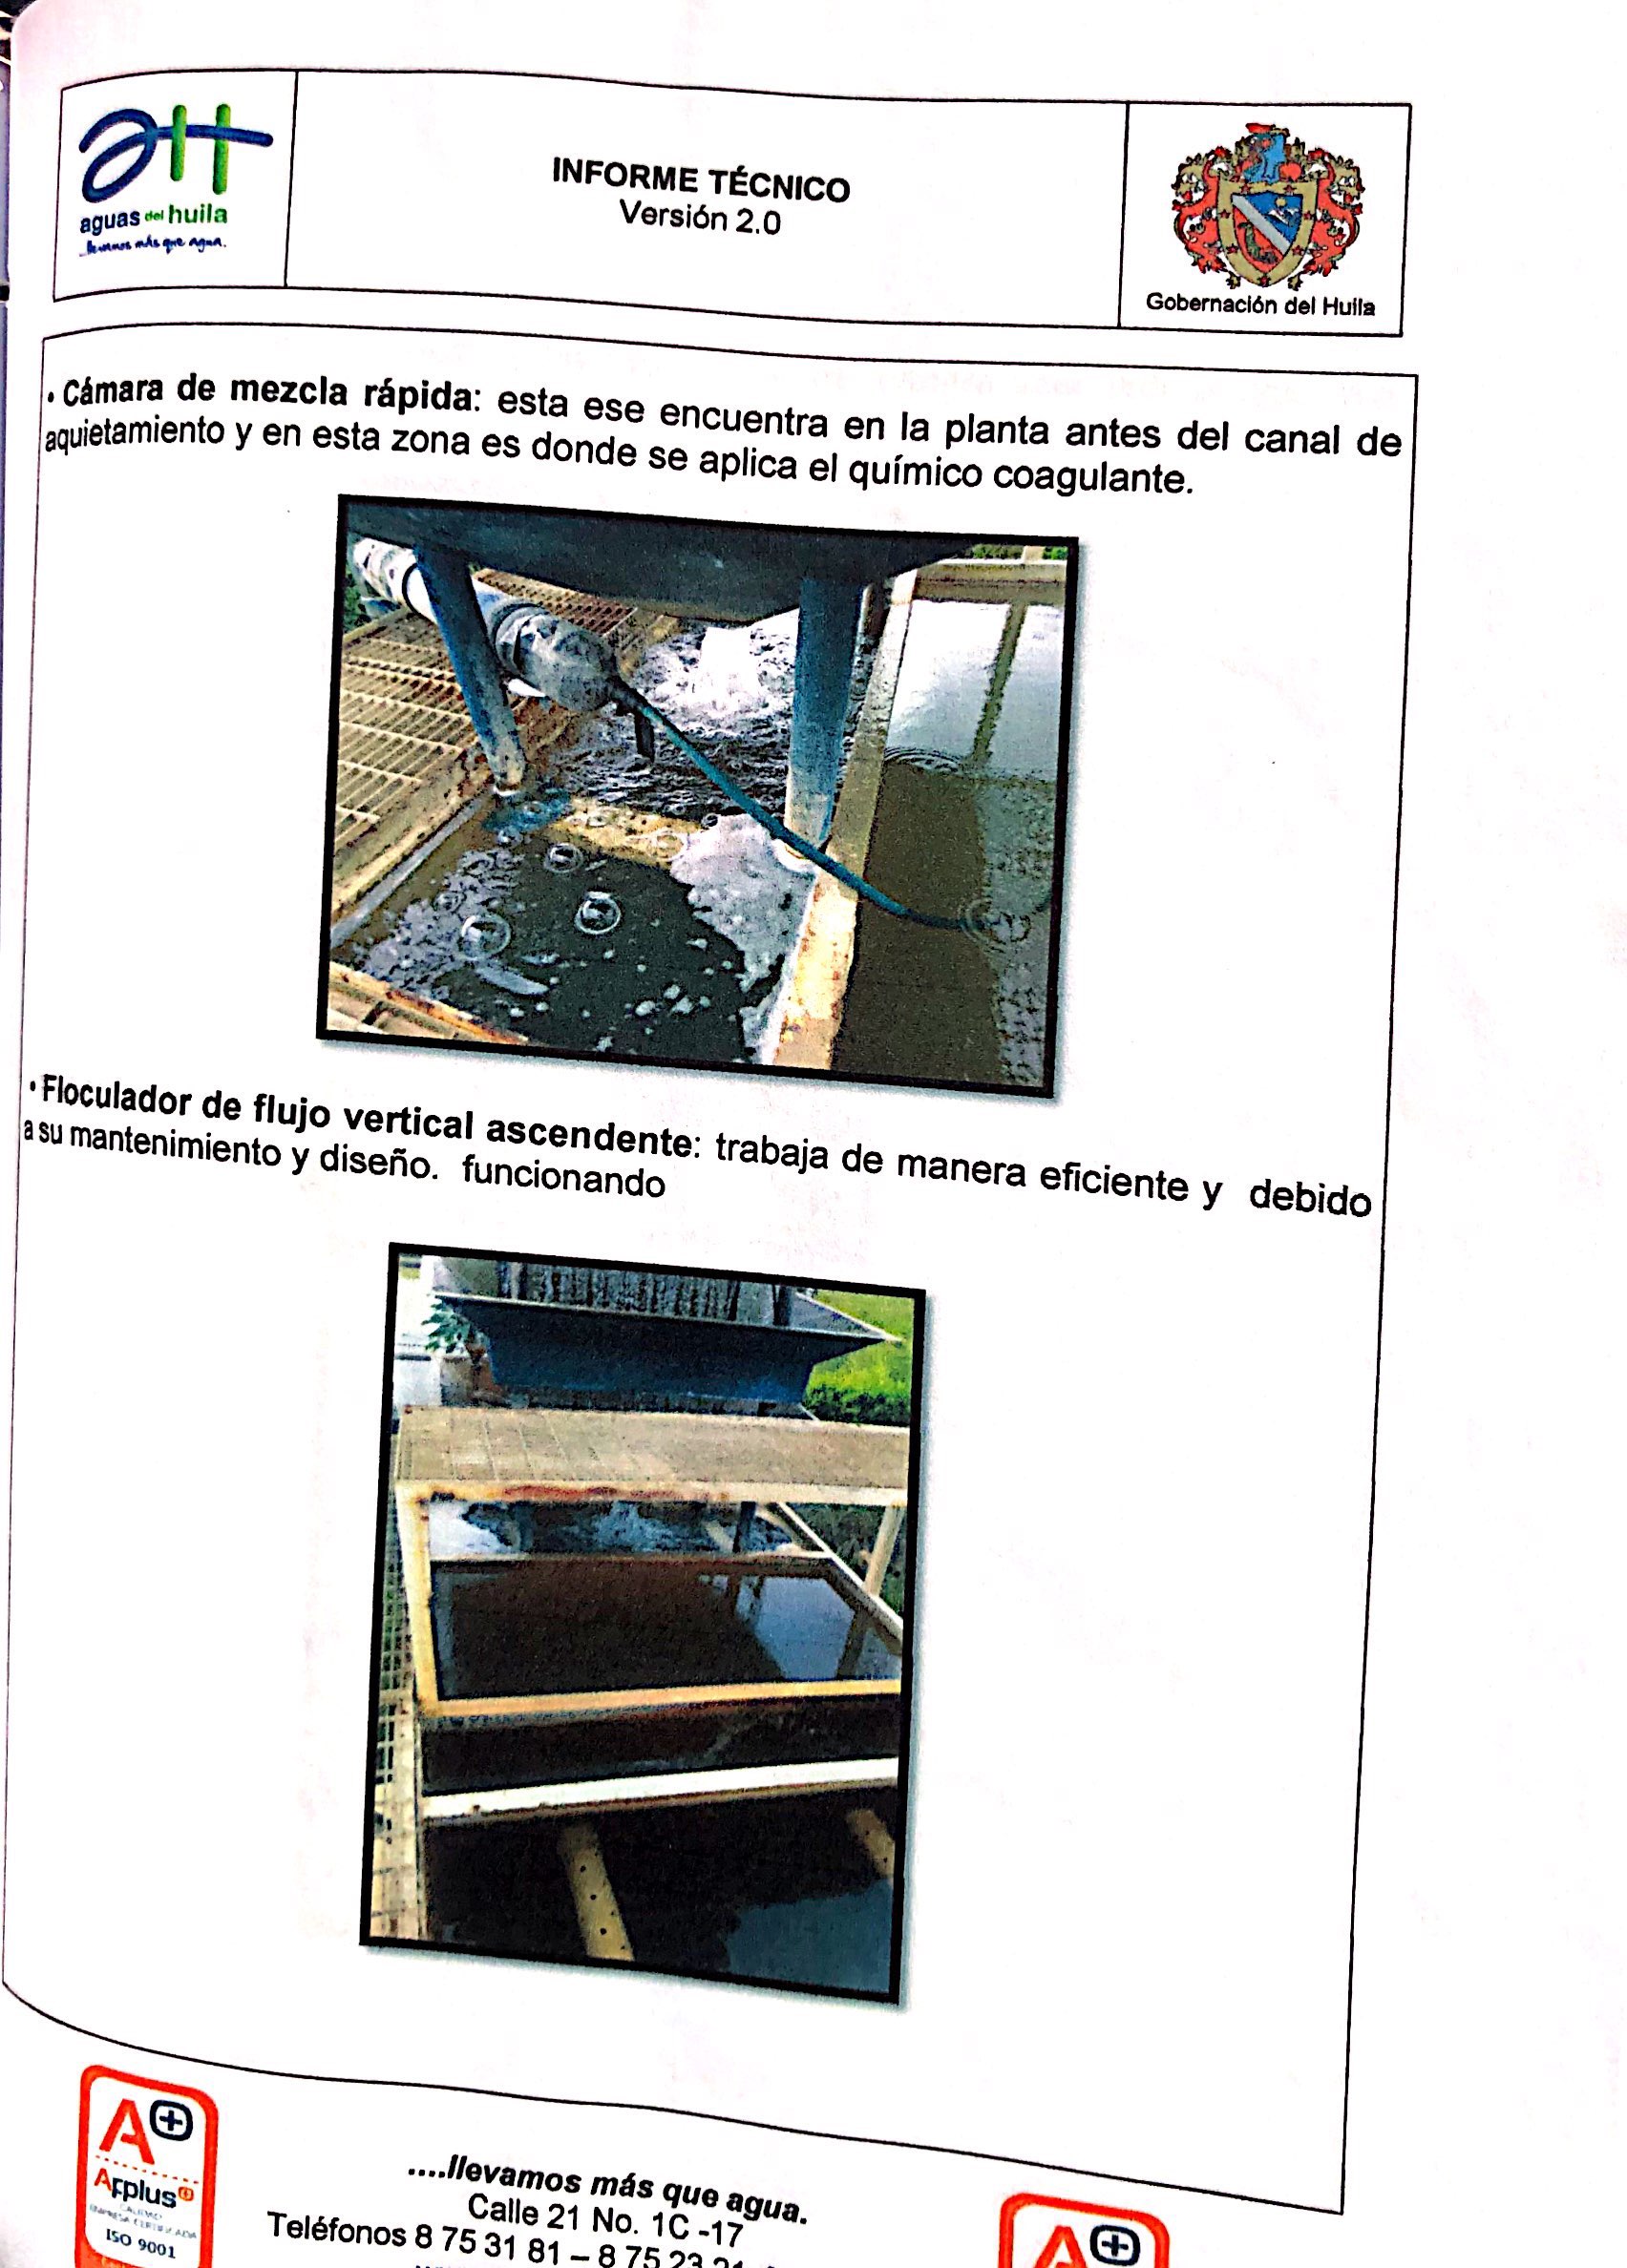 aguas del huila
...llevamos más que agua.
INFORME TÉCNICO
Versión 2.0
Gobernación del Huila
• Cámara de mezcla rápida: esta ese encuentra en la planta antes del canal de
aquietamiento y en esta zona es donde se aplica el químico coagulante.
• Floculador de flujo vertical ascendente: trabaja de manera eficiente y debido
a su mantenimiento y diseño. funcionando
A+
Applus+
ISO 9001
....llevamos más que agua.
Calle 21 No. 1C -17
Teléfonos 8 75 31 81 – 8 75 23 21
A+